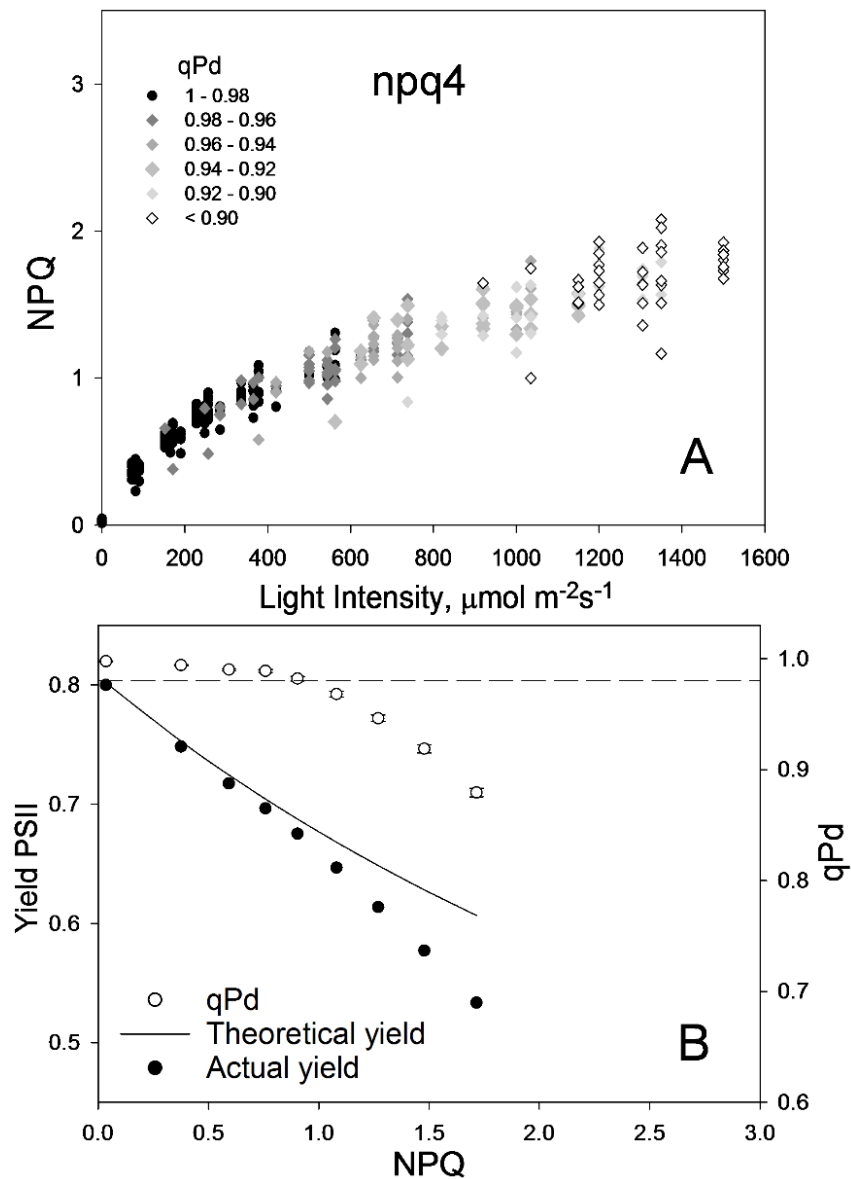 npq4
qPd
1 - 0.98
0.98 - 0.96
0.96 - 0.94
0.94 - 0.92
0.92 - 0.90
< 0.90
NPQ
3
2
1
0
A
0 200 400 600 800 1000 1200 1400 1600
Light Intensity, μmol m-2s-1
Yield PSII
0.8
0.7
0.6
0.5
1.0
0.9
0.8
0.7
0.6
qPd
qPd
Theoretical yield
Actual yield
B
0.0 0.5 1.0 1.5 2.0 2.5 3.0
NPQ